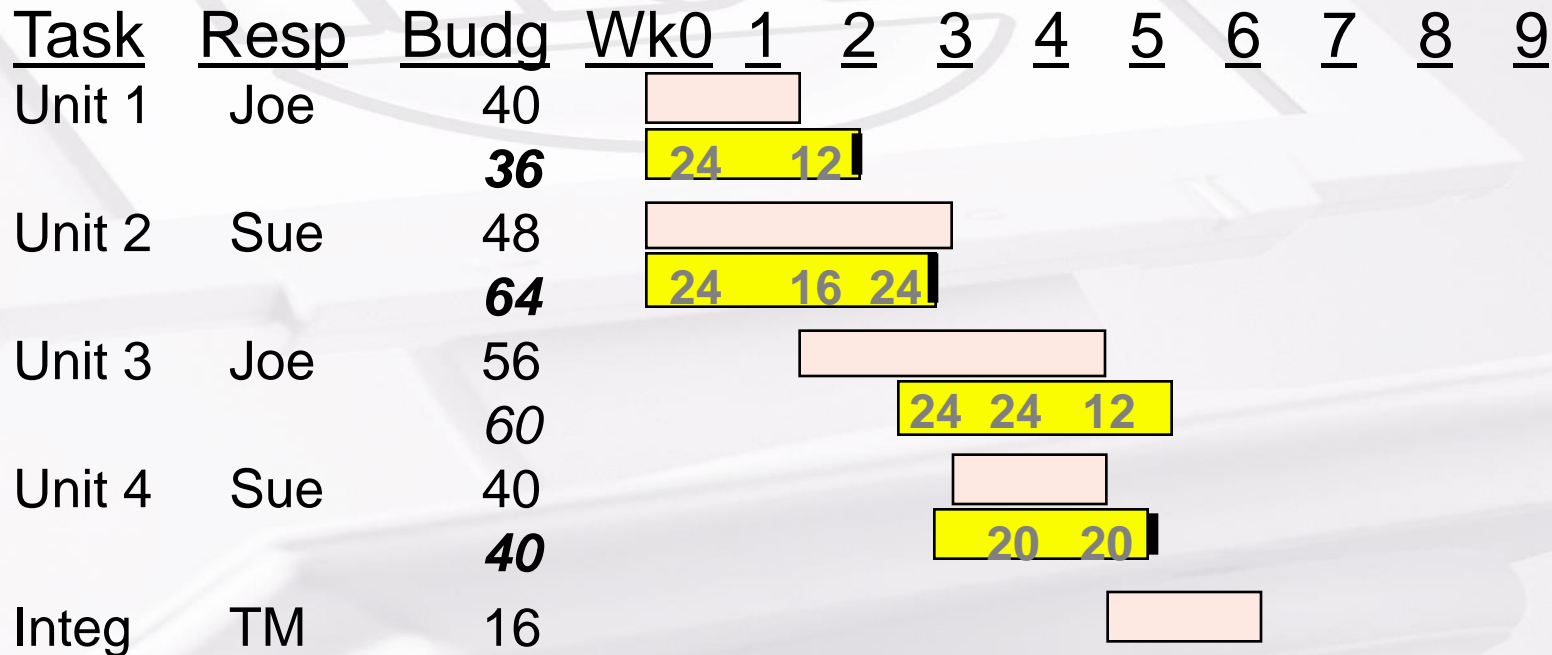 Task Resp Budg Wk0 1 2 3 4 5 6 7 8 9
Unit 1 Joe 40
36 24 12
Unit 2 Sue 48
64 24 16 24
Unit 3 Joe 56
60 24 24 12
Unit 4 Sue 40
40 20 20
Integ TM 16